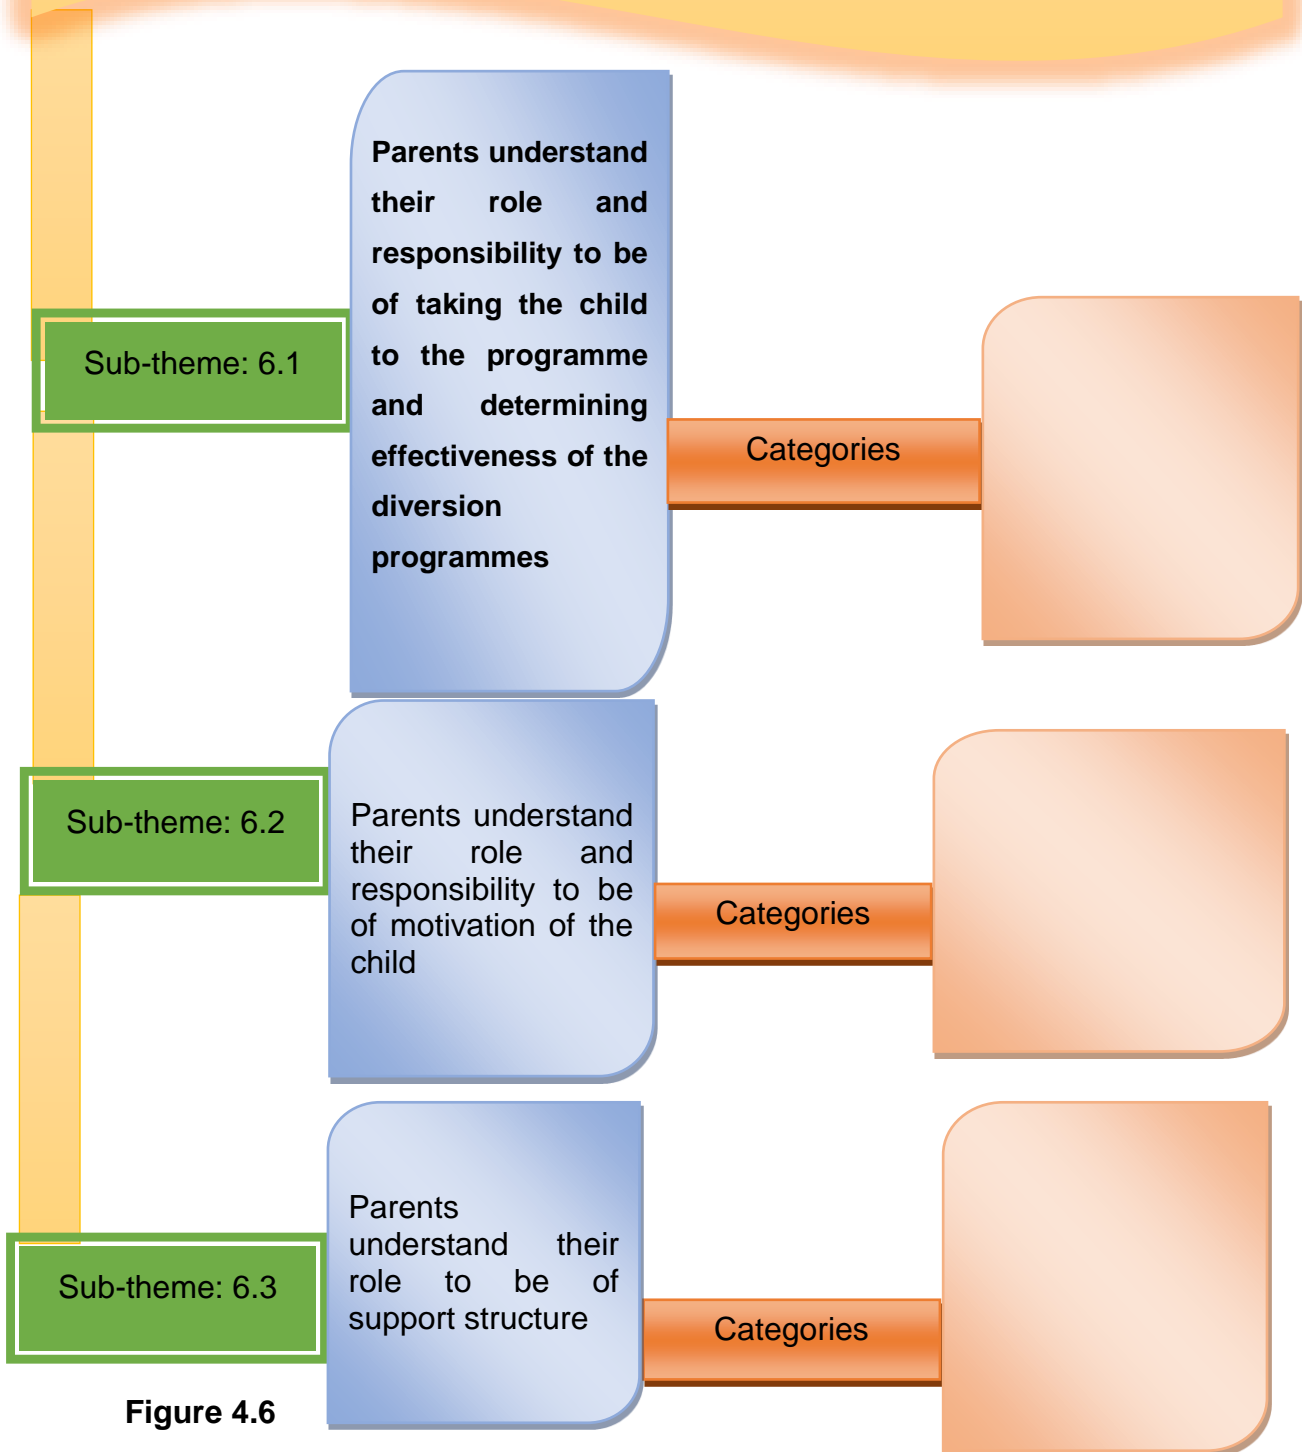 Sub-theme: 6.1
Parents understand
their role and
responsibility to be
of taking the child
to the programme
and determining
effectiveness of the
diversion
programmes
Categories
Sub-theme: 6.2
Parents understand
their role and
responsibility to be
of motivation of the
child
Categories
Sub-theme: 6.3
Parents
understand their
role to be of
support structure
Categories
Figure 4.6